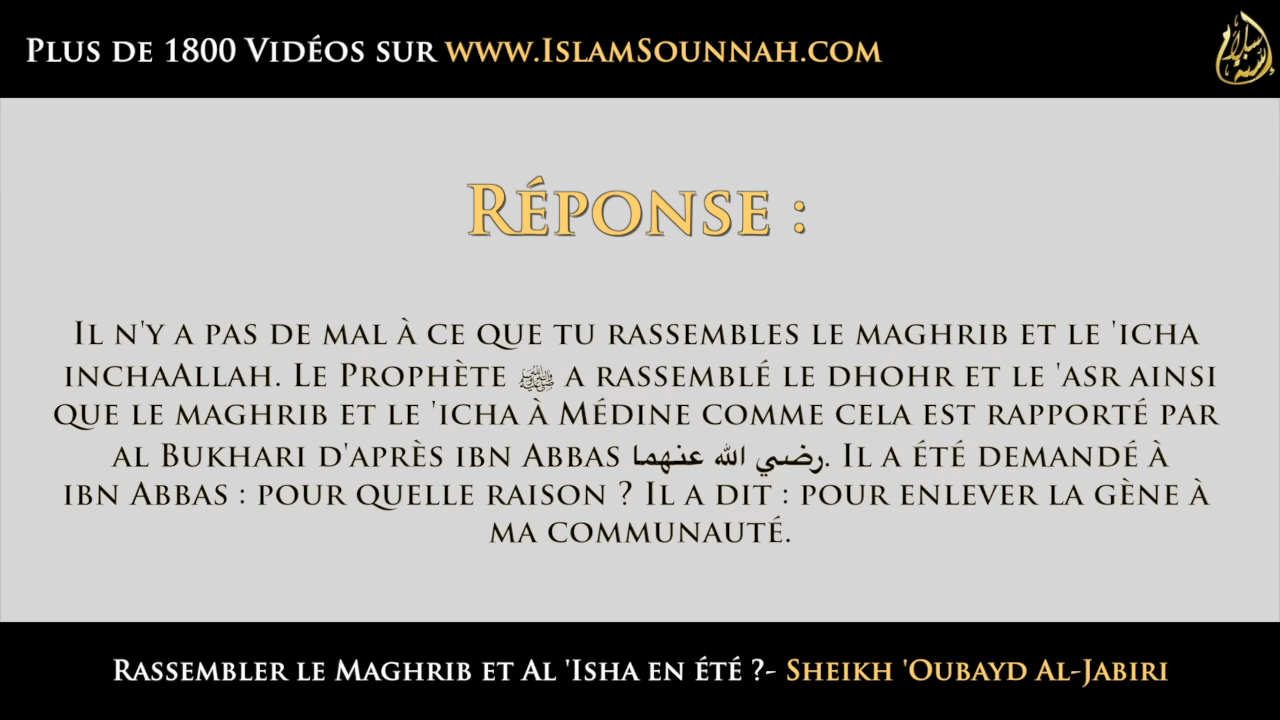 Plus de 1800 Vidéos sur www.IslamSounnah.com
Réponse :
Il n'y a pas de mal à ce que tu rassembles le maghrib et le 'icha
inchaAllah. Le Prophète ﷺ a rassemblé le dhohr et le 'asr ainsi
que le maghrib et le 'icha à Médine comme cela est rapporté par
al Bukhari d'après ibn Abbas رضي الله عنهما. Il a été demandé à
ibn Abbas : pour quelle raison ? Il a dit : pour enlever la gène à
ma communauté.
Rassembler le Maghrib et Al 'Isha en été ?- Sheikh 'Oubayd Al-Jabiri